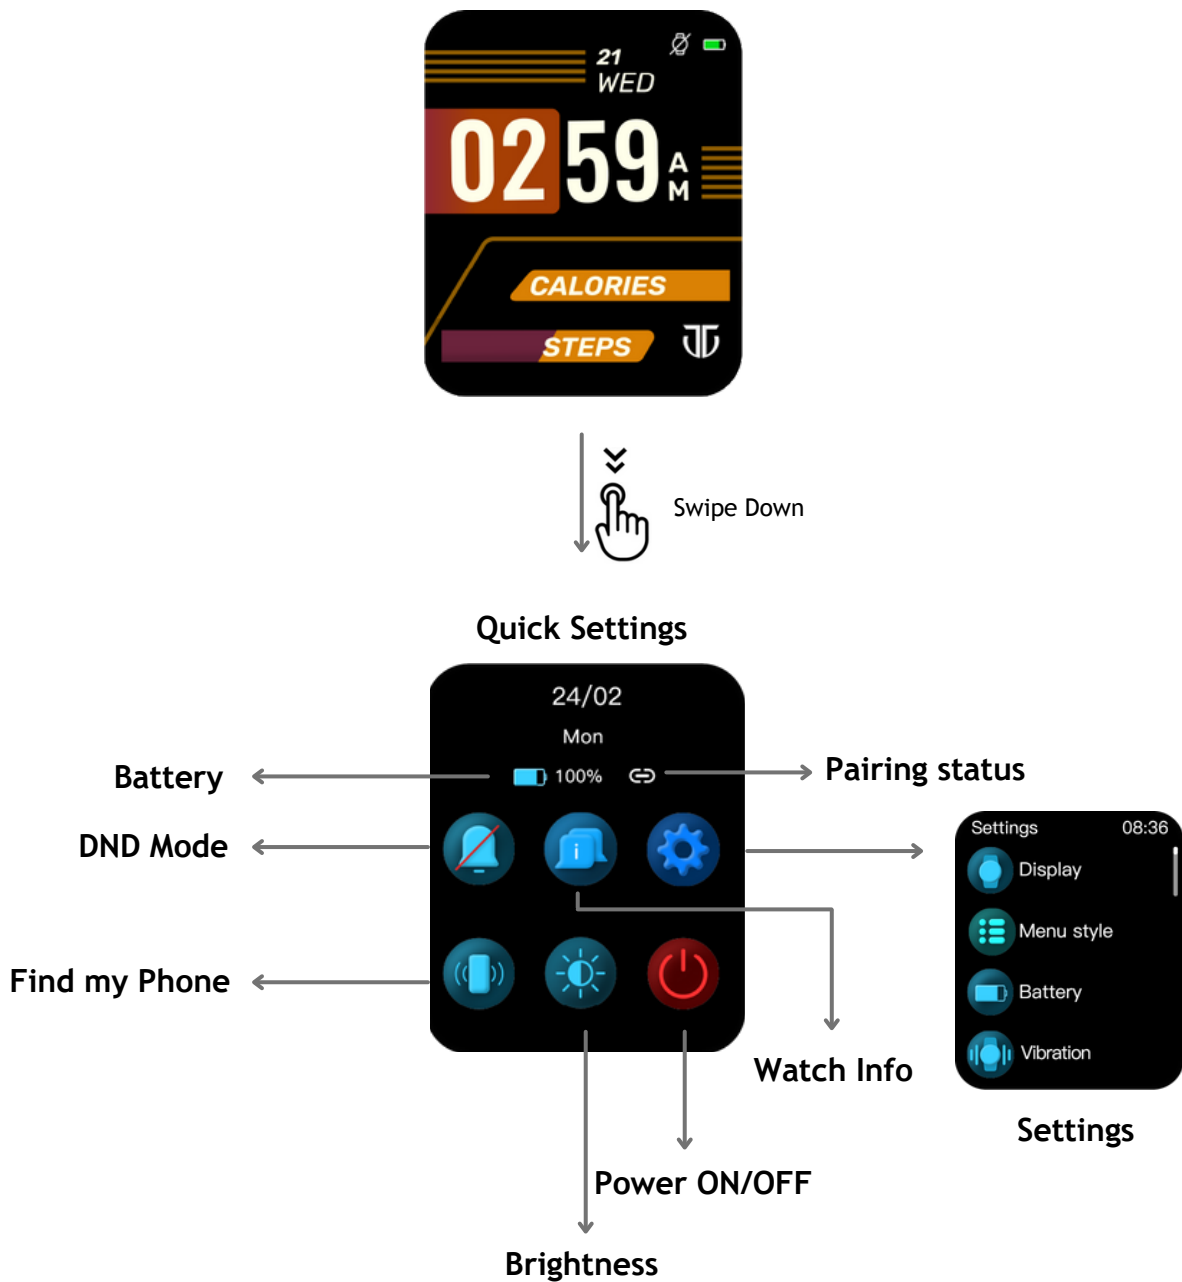 21
WED
02 59 AM
CALORIES
STEPS
Swipe Down
Quick Settings
24/02
Mon
Battery
100%
Pairing status
DND Mode
i
Settings 08:36
Display
Menu style
Battery
Vibration
Find my Phone
Watch Info
Settings
Power ON/OFF
Brightness